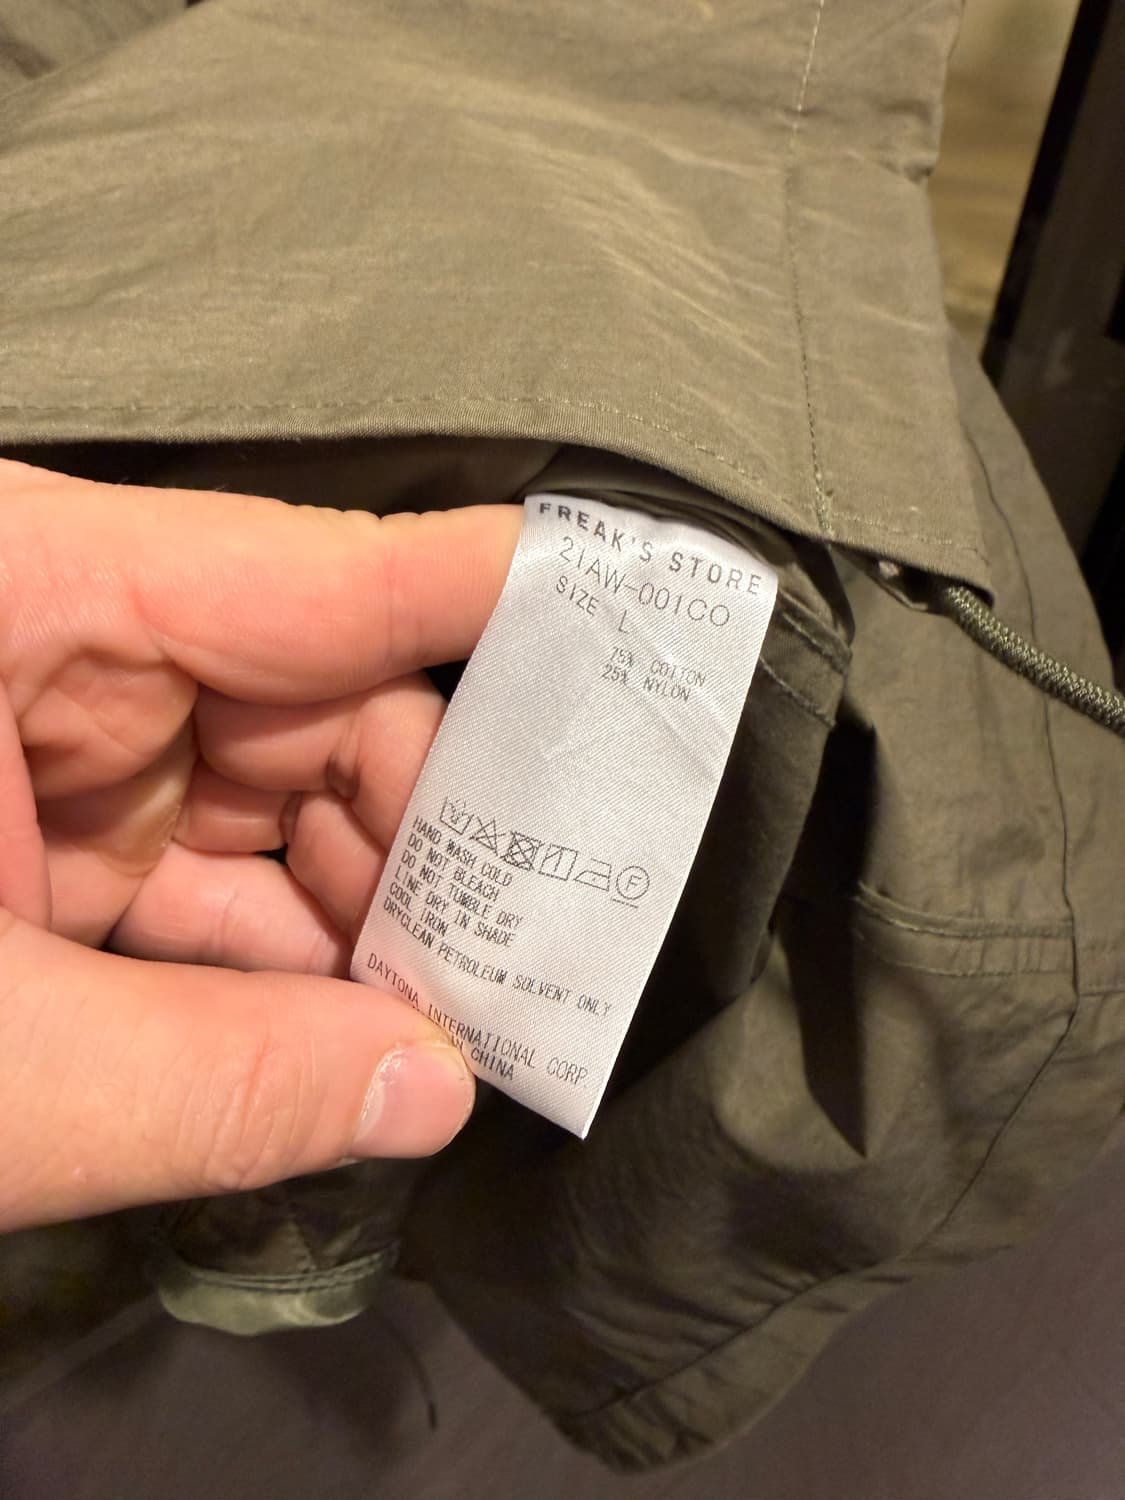 FREAK'S STORE
21AW-001CO
SIZE L
75% COTTON
25% NYLON
F
HAND WASH COLD
DO NOT BLEACH
DO NOT TUMBLE DRY
LINE DRY IN SHADE
COOL IRON
DRYCLEAN PETROLEUM SOLVENT ONLY
DAYTONA INTERNATIONAL CORP
CHINA